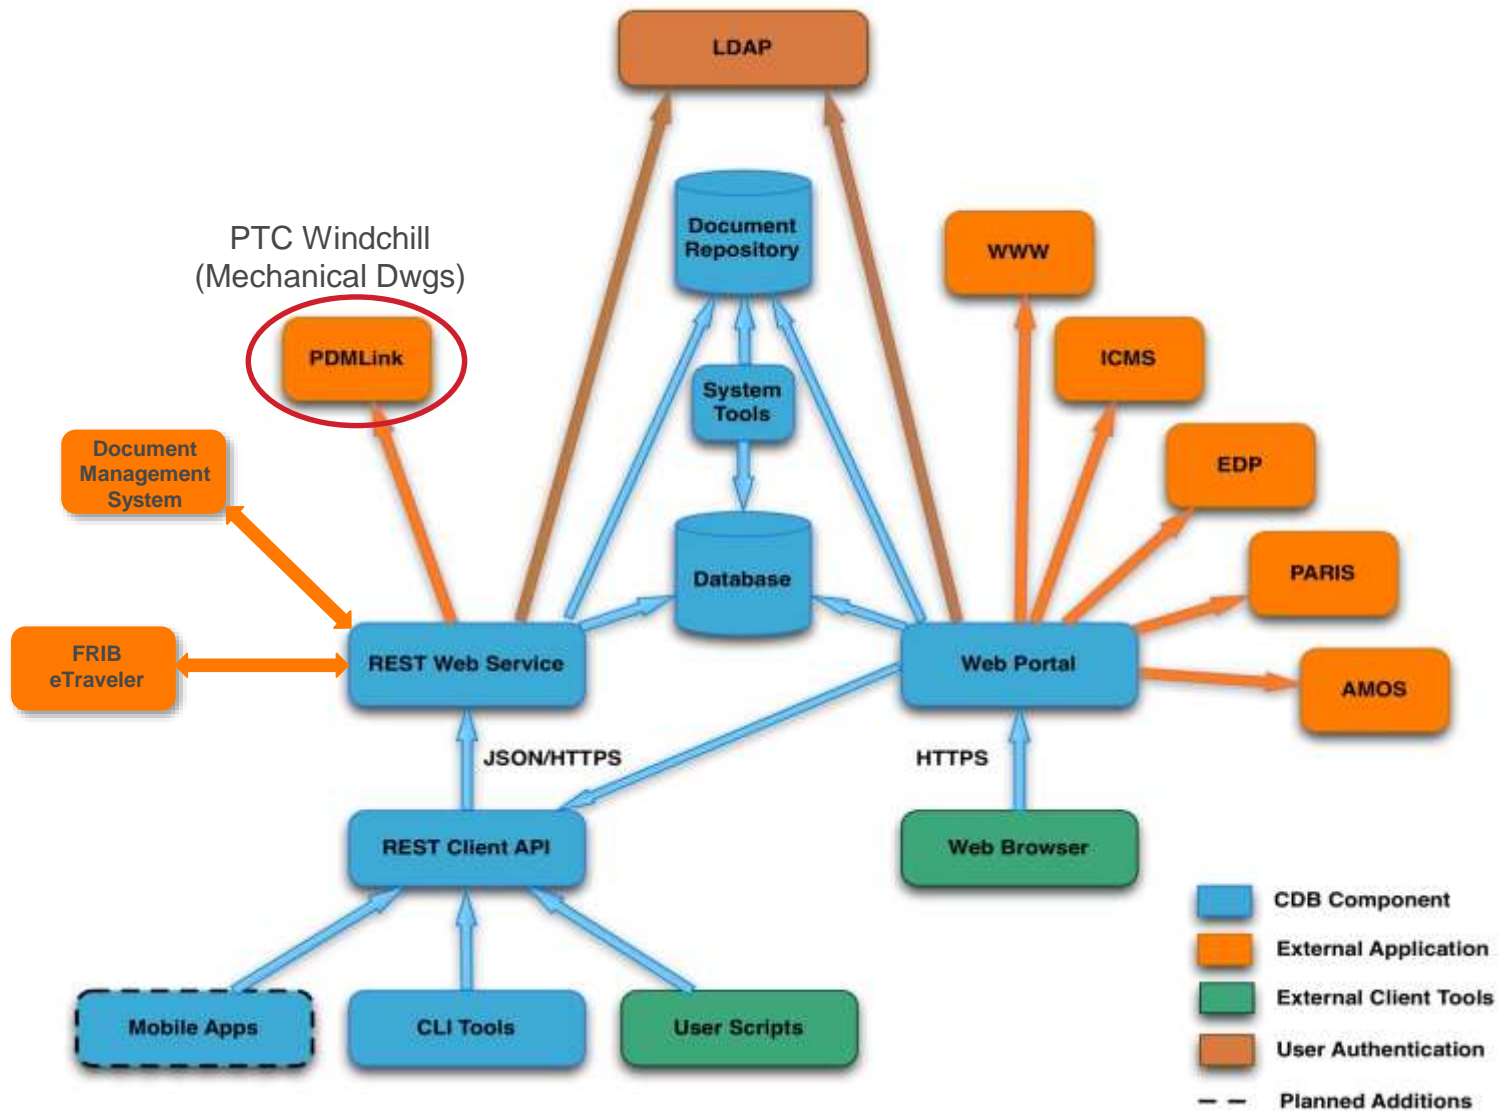 LDAP
Document
Repository
WWW
PTC Windchill
(Mechanical Dwgs)
PDMLink
ICMS
System
Tools
Document
Management
System
EDP
Database
PARIS
FRIB
eTraveler
REST Web Service
Web Portal
AMOS
JSON/HTTPS
HTTPS
REST Client API
Web Browser
Mobile Apps
CLI Tools
User Scripts
CDB Component
External Application
External Client Tools
User Authentication
Planned Additions